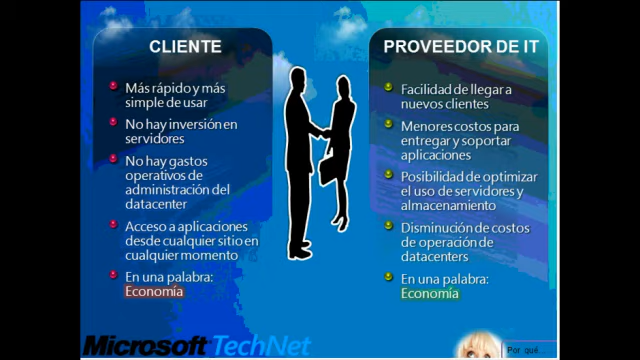 CLIENTE
Más rápido y más
simple de usar
No hay inversión en
servidores
No hay gastos
operativos de
administración del
datacenter
Acceso a aplicaciones
desde cualquier sitio en
cualquier momento
En una palabra:
Economía
PROVEEDOR DE IT
Facilidad de llegar a
nuevos clientes
Menores costos para
entregar y soportar
aplicaciones
Posibilidad de optimizar
el uso de servidores y
almacenamiento
Disminución de costos
de operación de
datacenters
En una palabra:
Economía
Microsoft TechNet
Por qué....